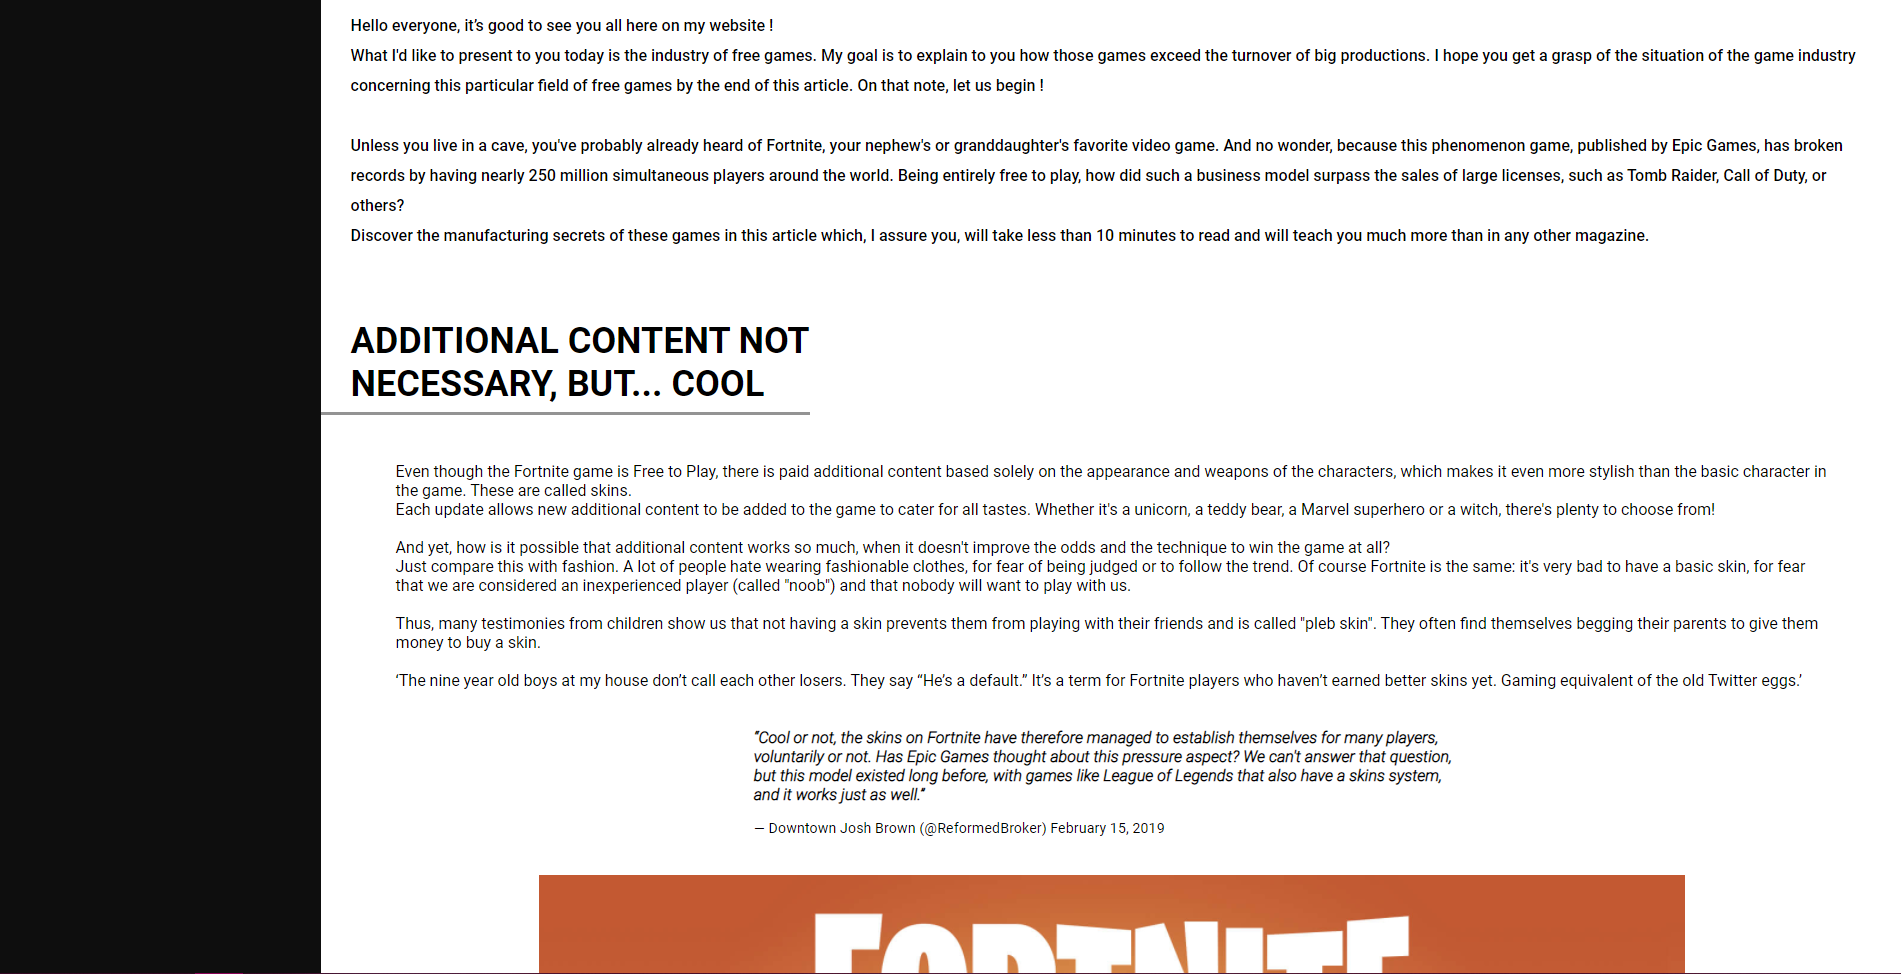 Hello everyone, it's good to see you all here on my website !
What I'd like to present to you today is the industry of free games. My goal is to explain to you how those games exceed the turnover of big productions. I hope you get a grasp of the situation of the game industry
concerning this particular field of free games by the end of this article. On that note, let us begin !
Unless you live in a cave, you've probably already heard of Fortnite, your nephew's or granddaughter's favorite video game. And no wonder, because this phenomenon game, published by Epic Games, has broken
records by having nearly 250 million simultaneous players around the world. Being entirely free to play, how did such a business model surpass the sales of large licenses, such as Tomb Raider, Call of Duty, or
others?
Discover the manufacturing secrets of these games in this article which, I assure you, will take less than 10 minutes to read and will teach you much more than in any other magazine.
ADDITIONAL CONTENT NOT
NECESSARY, BUT... COOL
Even though the Fortnite game is Free to Play, there is paid additional content based solely on the appearance and weapons of the characters, which makes it even more stylish than the basic character in
the game. These are called skins.
Each update allows new additional content to be added to the game to cater for all tastes. Whether it's a unicorn, a teddy bear, a Marvel superhero or a witch, there's plenty to choose from!
And yet, how is it possible that additional content works so much, when it doesn't improve the odds and the technique to win the game at all?
Just compare this with fashion. A lot of people hate wearing fashionable clothes, for fear of being judged or to follow the trend. Of course Fortnite is the same: it's very bad to have a basic skin, for fear
that we are considered an inexperienced player (called "noob") and that nobody will want to play with us.
Thus, many testimonies from children show us that not having a skin prevents them from playing with their friends and is called "pleb skin". They often find themselves begging their parents to give them
money to buy a skin.
‘The nine year old boys at my house don’t call each other losers. They say “He’s a default.” It’s a term for Fortnite players who haven’t earned better skins yet. Gaming equivalent of the old Twitter eggs.’
"Cool or not, the skins on Fortnite have therefore managed to establish themselves for many players,
voluntarily or not. Has Epic Games thought about this pressure aspect? We can't answer that question,
but this model existed long before, with games like League of Legends that also have a skins system,
and it works just as well."
— Downtown Josh Brown (@ReformedBroker) February 15, 2019
FORTNITE